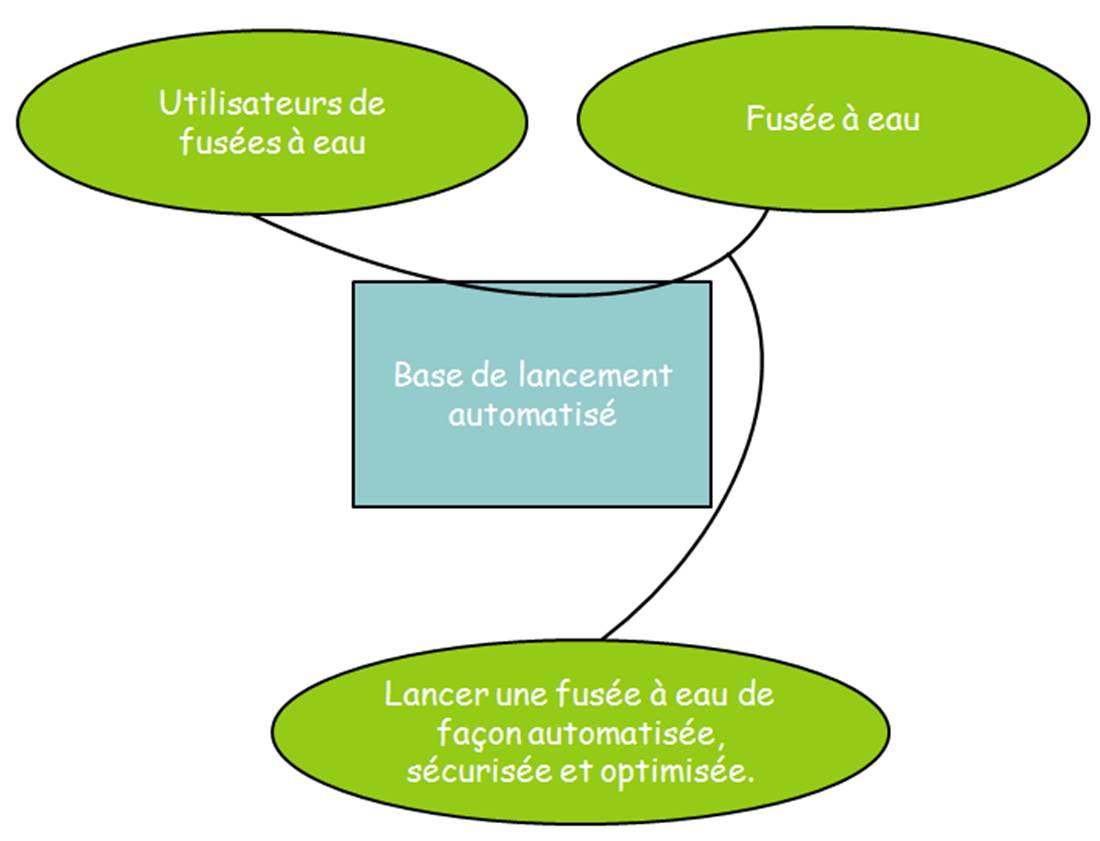 Utilisateurs de
fusées à eau
Fusée à eau
Base de lancement
automatisé
Lancer une fusée à eau de
façon automatisée,
sécurisée et optimisée.